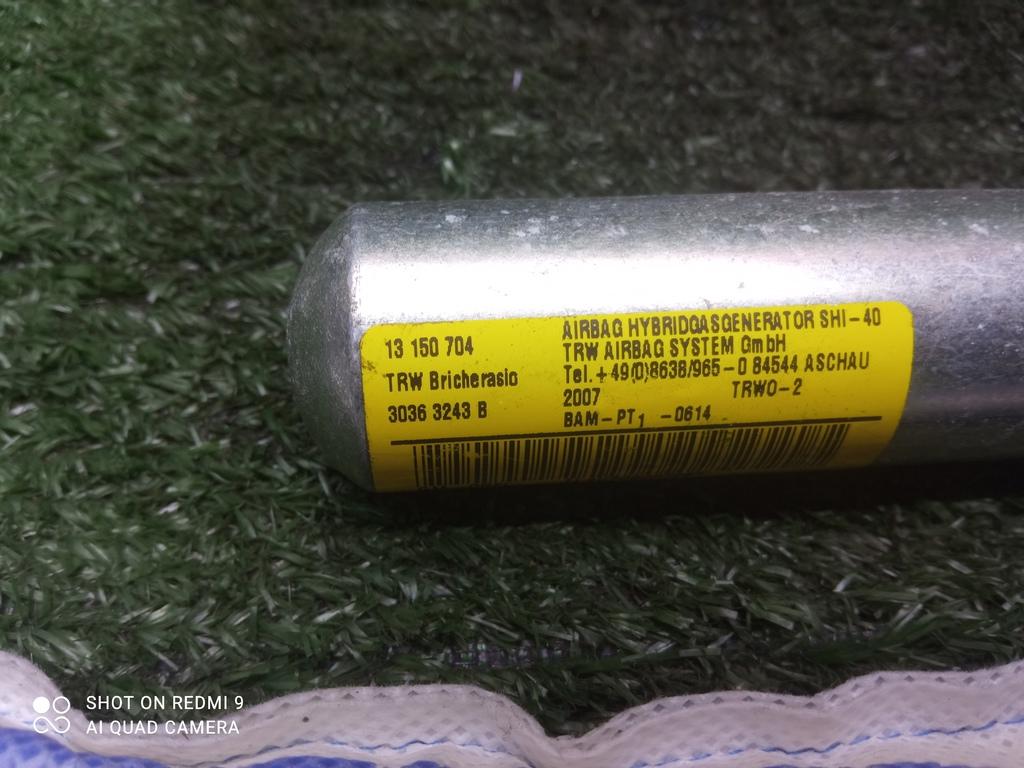 13 150 704
TRW Bricherasio
3036 3243 B
AIRBAG HYBRIDGASGENERATOR SHI-40
TRW AIRBAG SYSTEM GmbH
Tel.+49(0)8638/965-0 84544 ASCHAU
2007 TRWO-2
BAM-PT1 -0614
SHOT ON REDMI 9
AI QUAD CAMERA